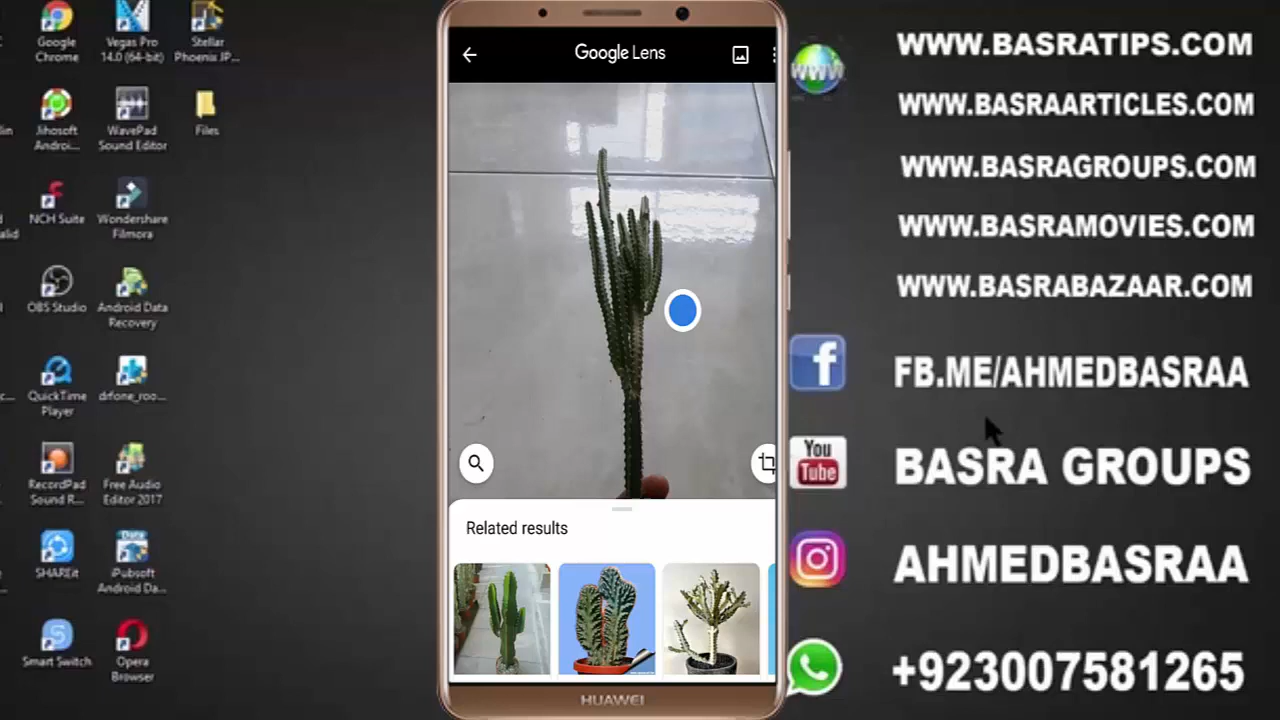 Google
Chrome
Vegas Pro
14.0 (64-bit)
Stellar
Phoenix JP...
Jihosoft
Androi...
WavePad
Sound Editor
Files
NCH Suite
Wondershare
Filmora
OBS Studio
Android Data
Recovery
QuickTime
Player
drfone_roo...
RecordPad
Sound R...
Free Audio
Editor 2017
SHAREit
iPubsoft
Android Da...
Smart Switch
Opera
Browser
Google Lens
Related results
HUAWEI
WWW
WWW.BASRATIPS.COM
WWW.BASRAARTICLES.COM
WWW.BASRAGROUPS.COM
WWW.BASRAMOVIES.COM
WWW.BASRABAZAAR.COM
f
FB.ME/AHMEDBASRAA
You
Tube
BASRA GROUPS
AHMEDBASRAA
+923007581265